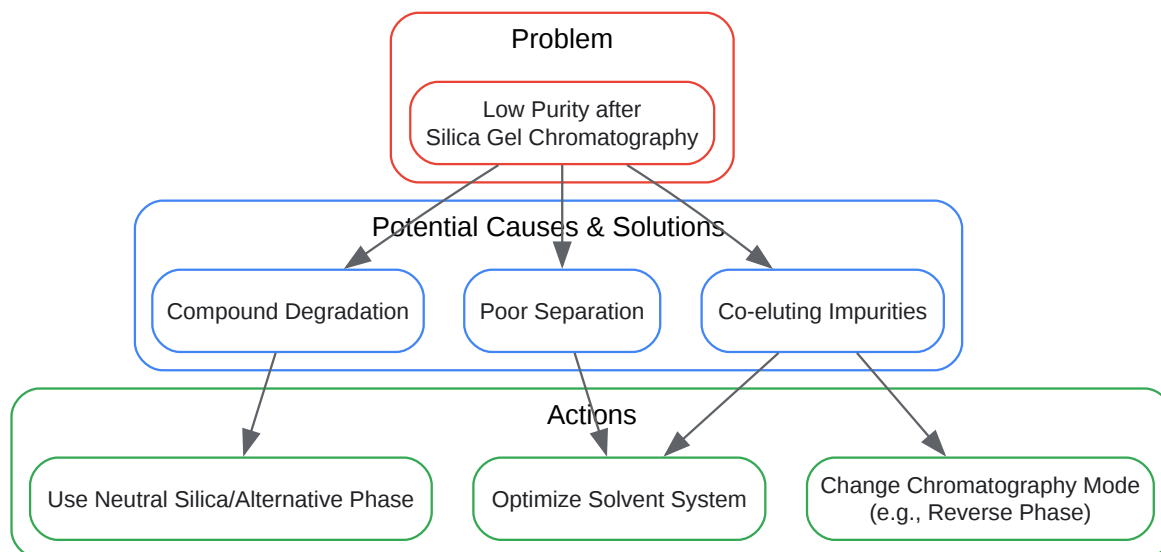 Problem
Low Purity after
Silica Gel Chromatography
Potential Causes & Solutions
Compound Degradation
Poor Separation
Co-eluting Impurities
Actions
Use Neutral Silica/Alternative Phase
Optimize Solvent System
Change Chromatography Mode
(e.g., Reverse Phase)